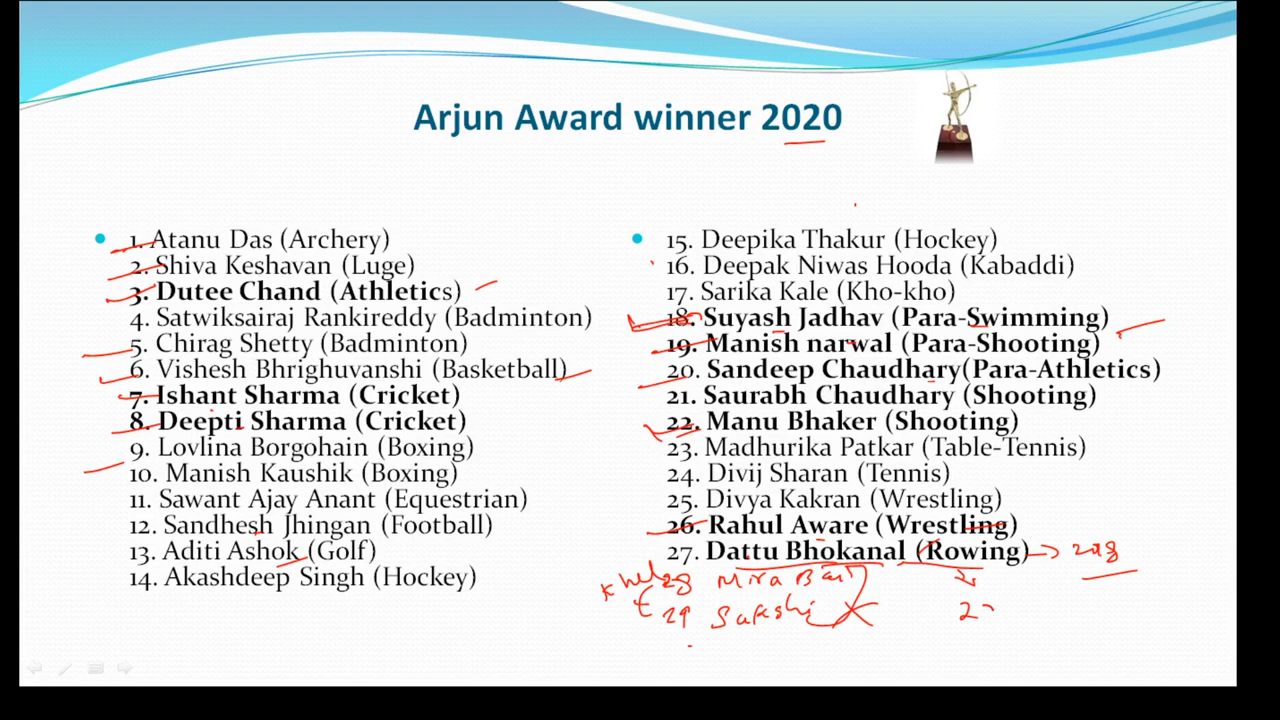 Arjun Award winner 2020
1. Atanu Das (Archery)
2. Shiva Keshavan (Luge)
3. Dutee Chand (Athletics)
4. Satwiksairaj Rankireddy (Badminton)
5. Chirag Shetty (Badminton)
6. Vishesh Bhrighuvanshi (Basketball)
7. Ishant Sharma (Cricket)
8. Deepti Sharma (Cricket)
9. Lovlina Borgohain (Boxing)
10. Manish Kaushik (Boxing)
11. Sawant Ajay Anant (Equestrian)
12. Sandhesh Jhingan (Football)
13. Aditi Ashok (Golf)
14. Akashdeep Singh (Hockey)
15. Deepika Thakur (Hockey)
16. Deepak Niwas Hooda (Kabaddi)
17. Sarika Kale (Kho-kho)
18. Suyash Jadhav (Para-Swimming)
19. Manish narwal (Para-Shooting)
20. Sandeep Chaudhary(Para-Athletics)
21. Saurabh Chaudhary (Shooting)
22. Manu Bhaker (Shooting)
23. Madhurika Patkar (Table-Tennis)
24. Divij Sharan (Tennis)
25. Divya Kakran (Wrestling)
26. Rahul Aware (Wrestling)
27. Dattu Bhokanal (Rowing)
28 Mira Bai
29 Sakshi